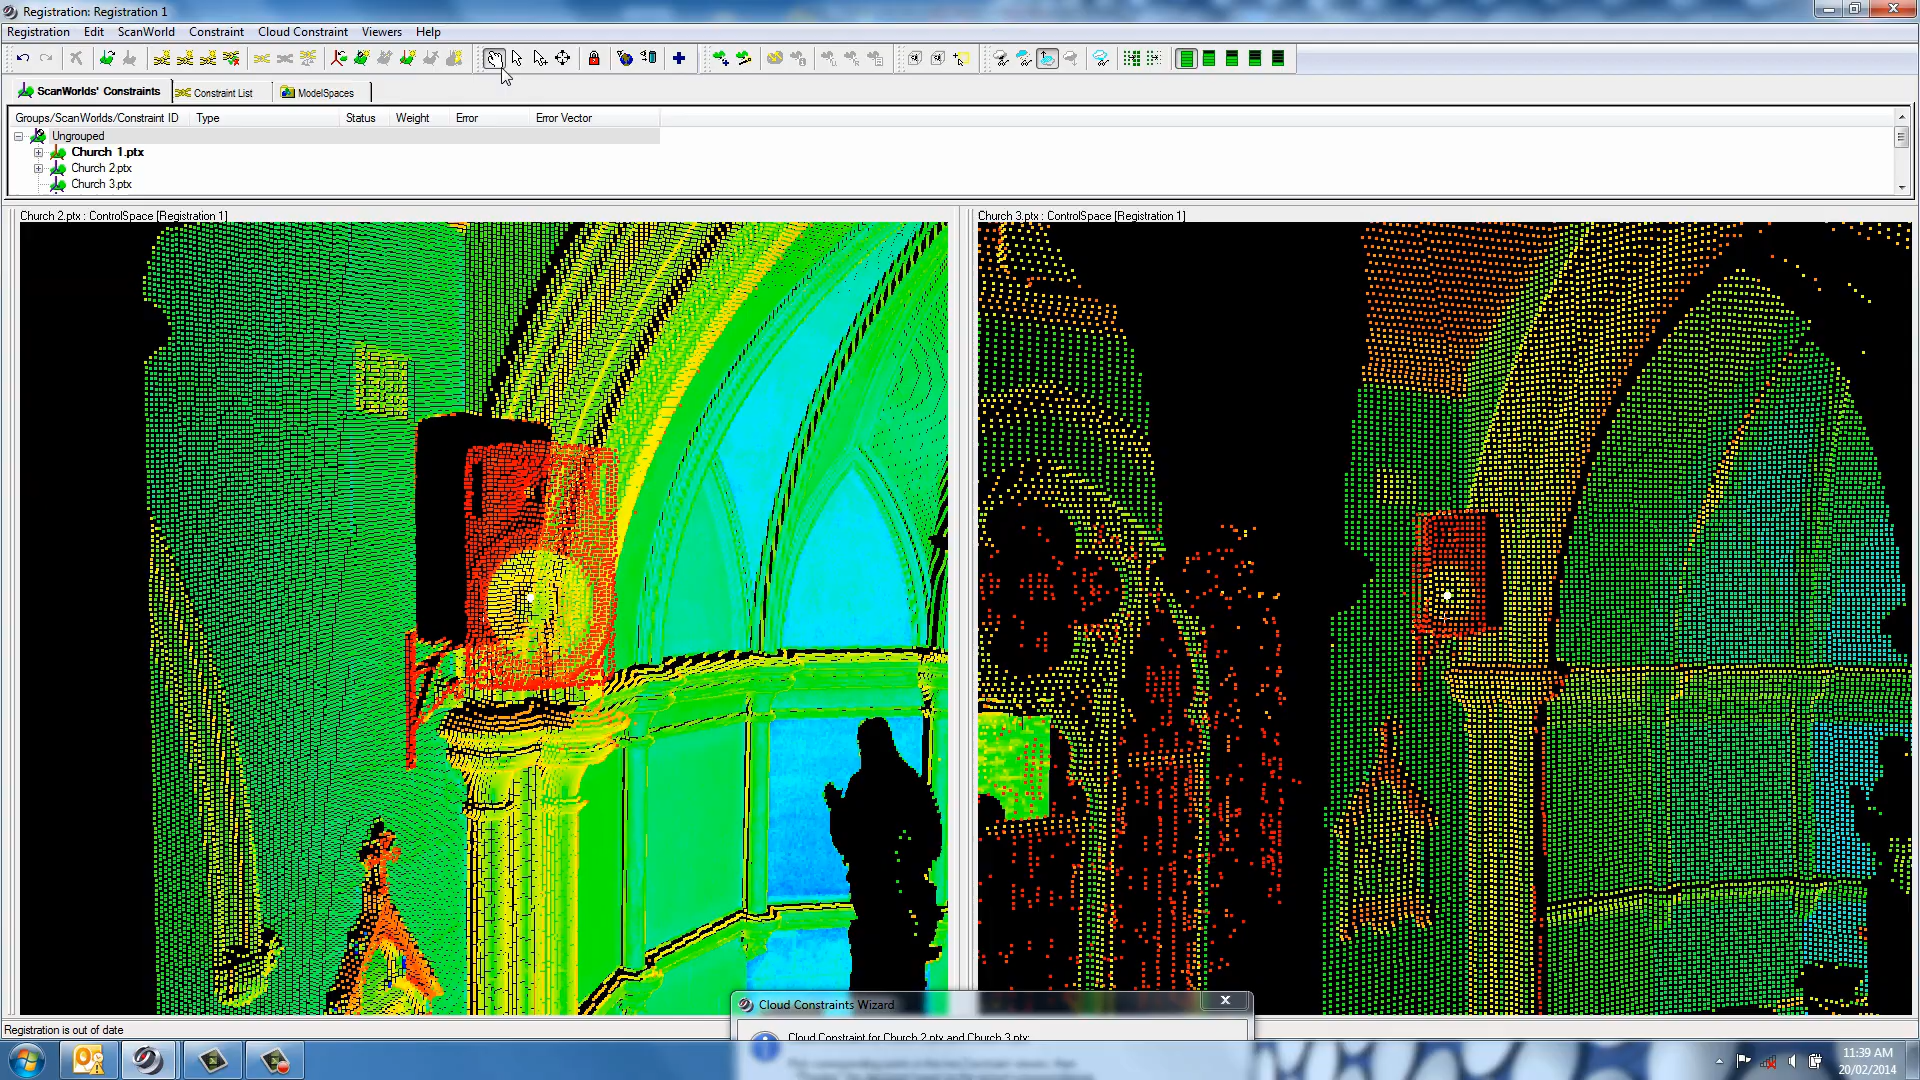 Registration: Registration 1
Registration Edit ScanWorld Constraint Cloud Constraint Viewers Help
ScanWorlds' Constraints Constraint List ModelSpaces
Groups/ScanWorlds/Constraint ID Type Status Weight Error Error Vector
Ungrouped
Church 1.ptx
Church 2.ptx
Church 3.ptx
Church 2.ptx : ControlSpace [Registration 1]
Church 3.ptx : ControlSpace [Registration 1]
Cloud Constraints Wizard
Cloud Constraint for Church 2.ptx and Church 3.ptx:
Registration is out of date
11:39 AM
20/02/2014